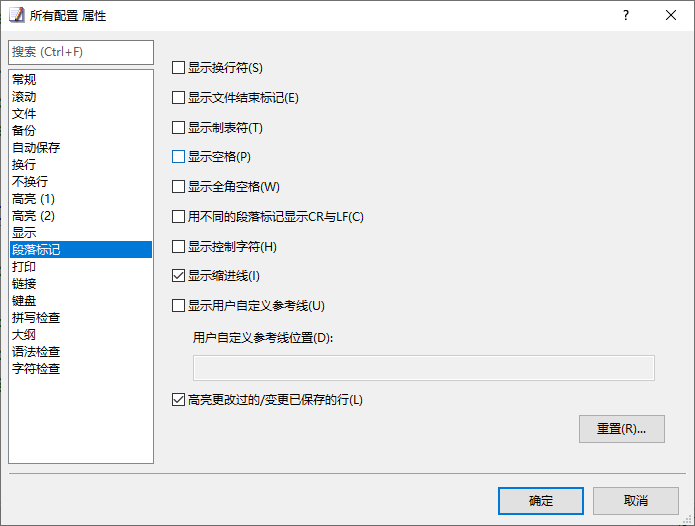 所有配置 属性
搜索 (Ctrl+F)
常规
滚动
文件
备份
自动保存
换行
不换行
高亮 (1)
高亮 (2)
显示
段落标记
打印
链接
键盘
拼写检查
大纲
语法检查
字符检查
显示换行符(S)
显示文件结束标记(E)
显示制表符(T)
显示空格(P)
显示全角空格(W)
用不同的段落标记显示CR与LF(C)
显示控制字符(H)
显示缩进线(I)
显示用户自定义参考线(U)
用户自定义参考线位置(D):
高亮更改过的/变更已保存的行(L)
重置(R)...
确定
取消